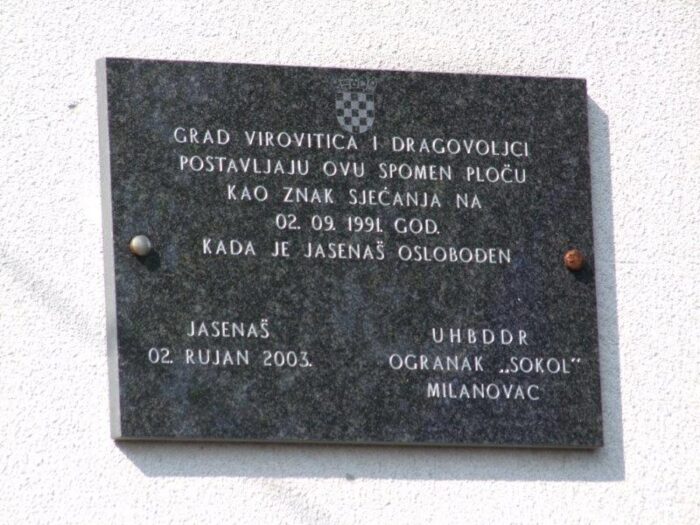 GRAD VIROVITICA I DRAGOVOLJCI
POSTAVLJAJU OVU SPOMEN PLOČU
KAO ZNAK SJEĆANJA NA
02. 09. 1991. GOD.
KADA JE JASENAŠ OSLOBOĐEN
JASENAŠ
02. RUJAN 2003.
UHBDDR
OGRANAK „SOKOL"
MILANOVAC